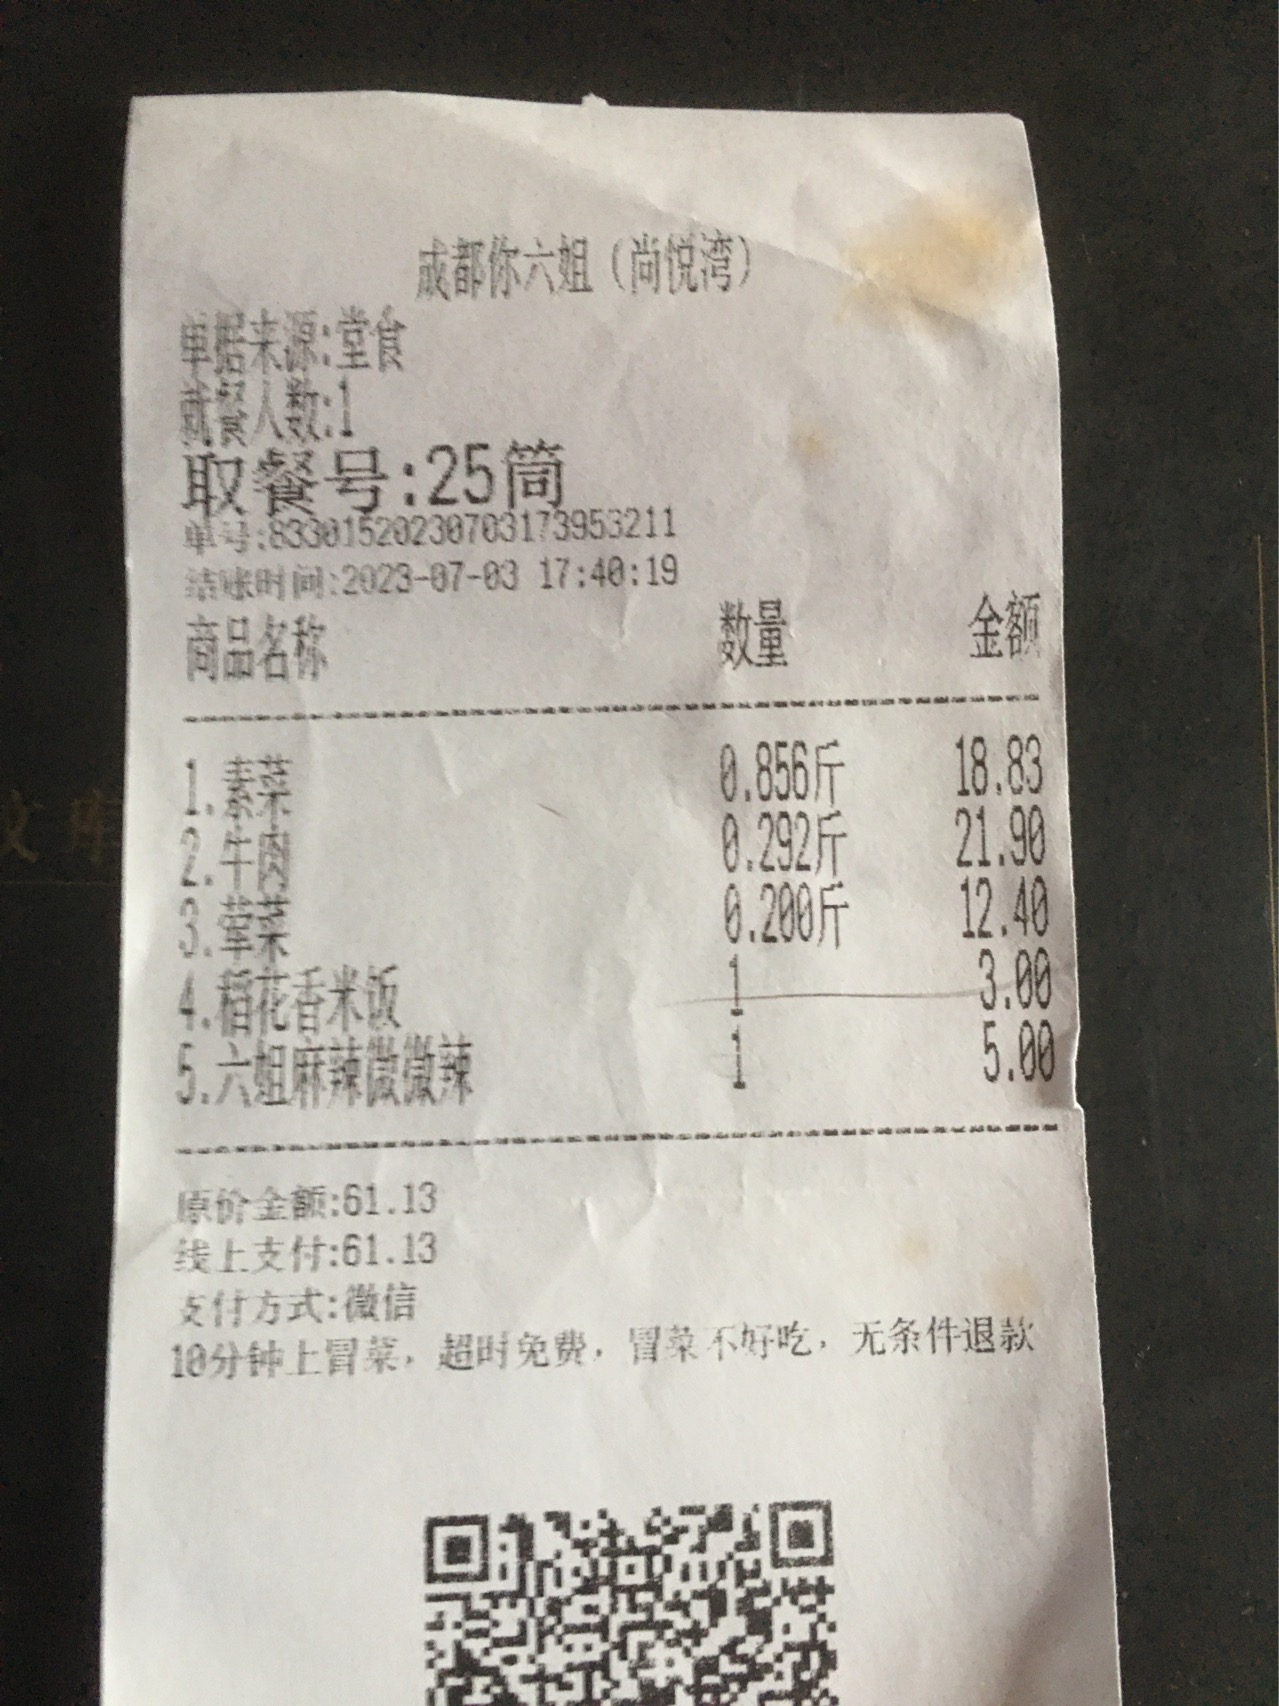 成都你六姐（尚悦湾）
单据来源:堂食
就餐人数:1
取餐号:25筒
单号:83301520230703173953211
结账时间:2023-07-03 17:40:19
商品名称 数量 金额
1.素菜 0.856斤 18.83
2.牛肉 0.292斤 21.90
3.荤菜 0.200斤 12.40
4.稻花香米饭 1 3.00
5.六姐麻辣微微辣 1 5.00
原价金额:61.13
线上支付:61.13
支付方式:微信
10分钟上冒菜，超时免费，冒菜不好吃，无条件退款
文库